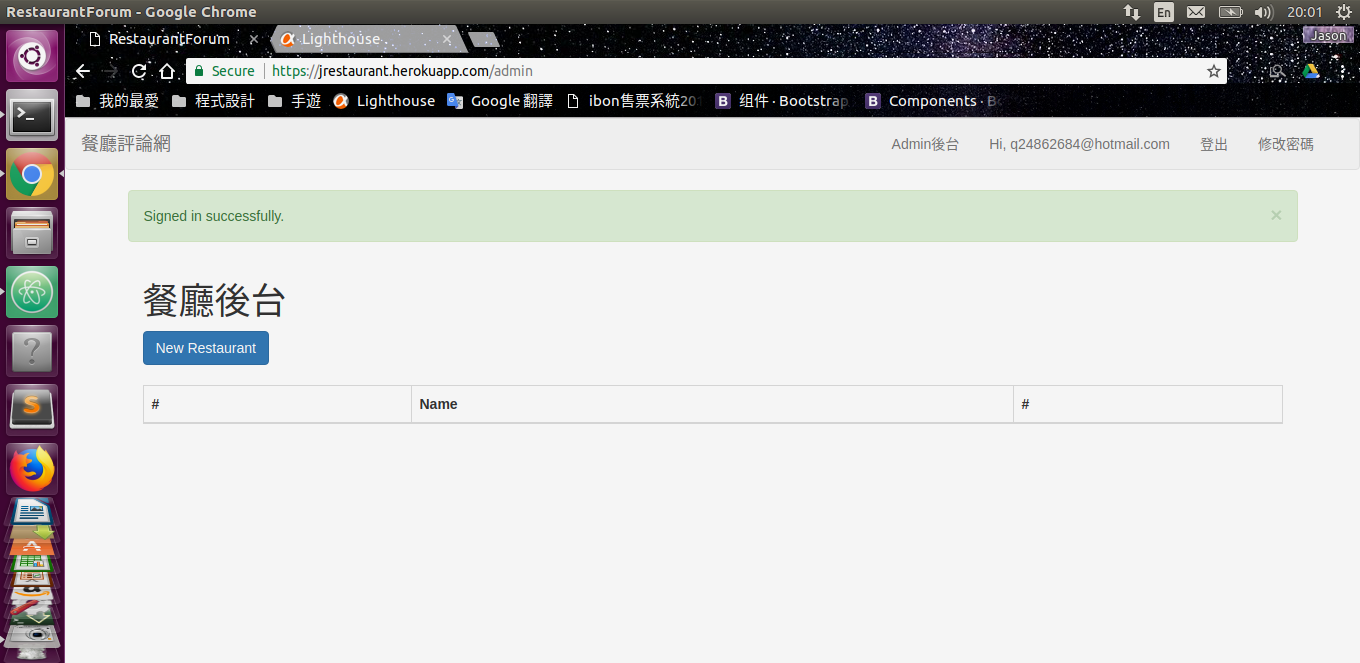 RestaurantForum - Google Chrome
En
20:01
RestaurantForum
Lighthouse
Jason
Secure
https://jrestaurant.herokuapp.com/admin
我的最愛
程式設計
手遊
Lighthouse
Google 翻譯
ibon售票系統201
B 组件 · Bootstrap
B Components · Bo
餐廳評論網
Admin後台
Hi, q24862684@hotmail.com
登出
修改密碼
Signed in successfully.
×
餐廳後台
New Restaurant
# Name #